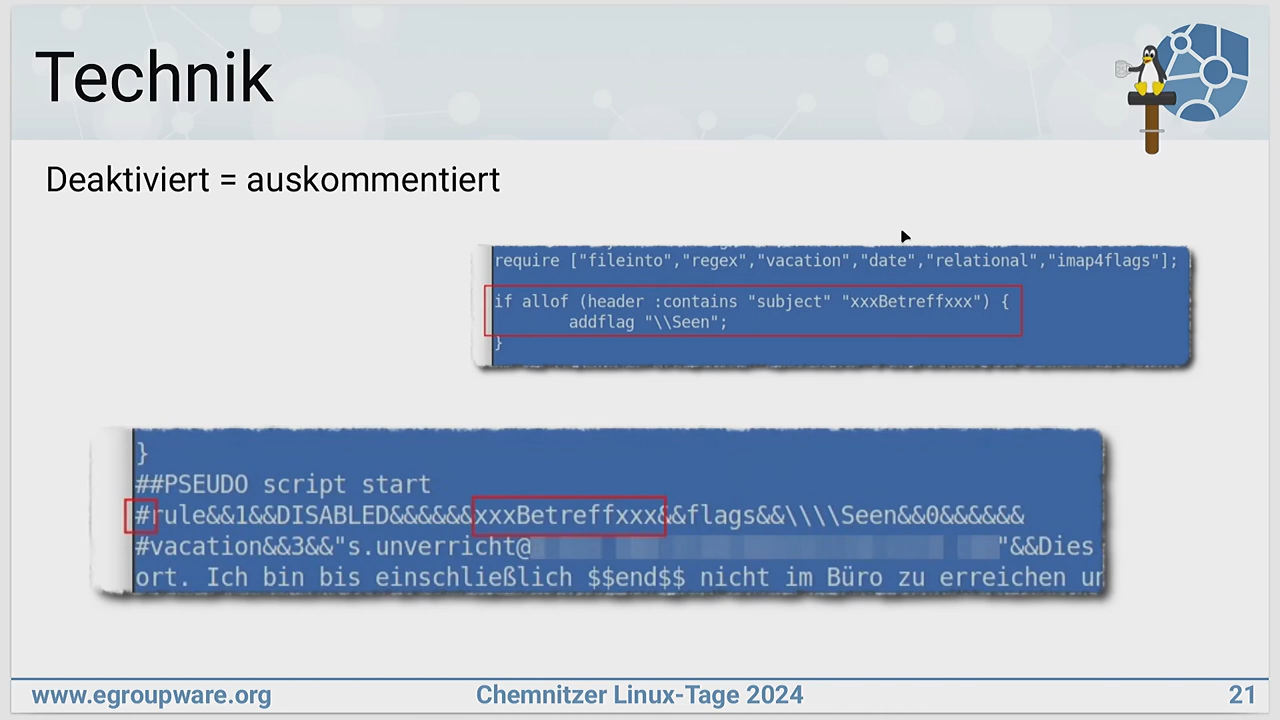 Technik
Deaktiviert = auskommentiert
require ["fileinto","regex","vacation","date","relational","imap4flags"];
if allof (header :contains "subject" "xxxBetreffxxx") {
addflag "\\Seen";
}
}
##PSEUDO script start
#rule&&1&&DISABLED&&&&&&xxxBetreffxxx&&flags&&\\\\Seen&&0&&&&&&
#vacation&&3&&"s.unverricht@ "&&Dies
ort. Ich bin bis einschließlich $$end$$ nicht im Büro zu erreichen un
www.egroupware.org
Chemnitzer Linux-Tage 2024
21